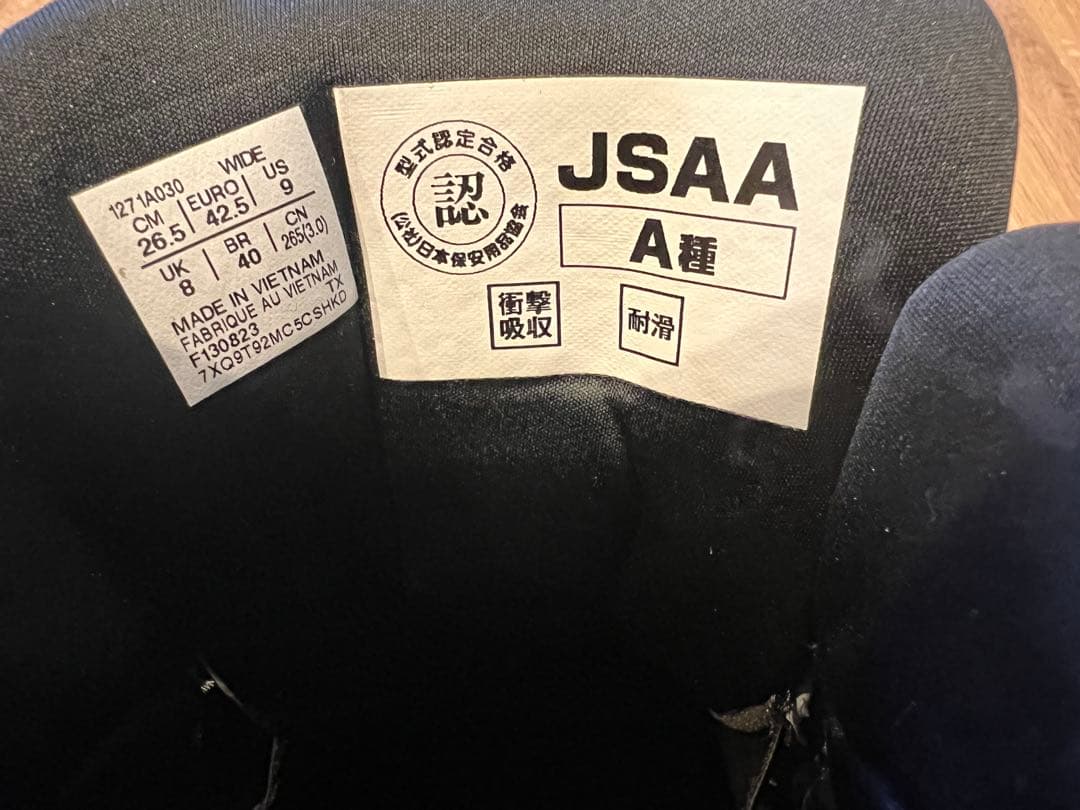 1271A030 WIDE
CM EURO US
26.5 42.5 9
UK BR CN
8 40 265(3.0)
MADE IN VIETNAM
FABRIQUE AU VIETNAM
F130823 TX
7XQ9T92MC5CSHKD
型式認定合格
認
(公社)日本保安用品協会
JSAA
A種
衝撃
吸収
耐滑